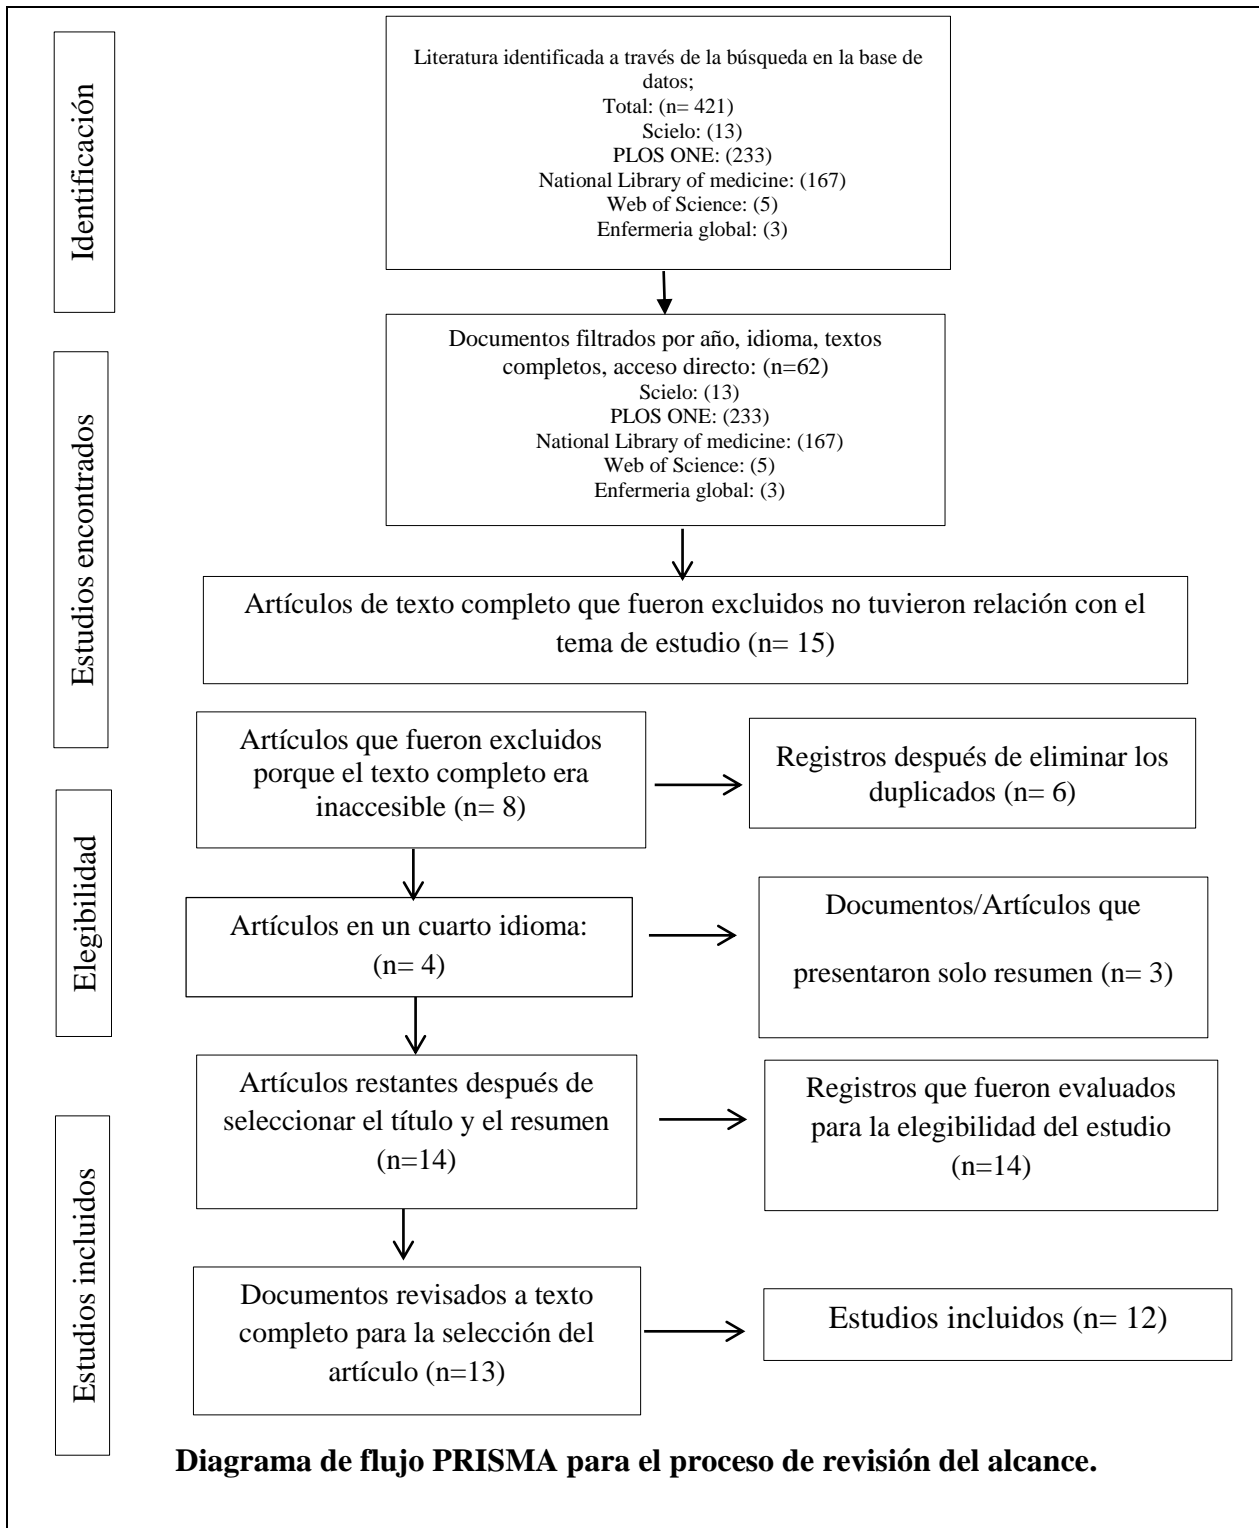 Identificación
Literatura identificada a través de la búsqueda en la base de
datos;
Total: (n= 421)
Scielo: (13)
PLOS ONE: (233)
National Library of medicine: (167)
Web of Science: (5)
Enfermeria global: (3)
Estudios encontrados
Documentos filtrados por año, idioma, textos
completos, acceso directo: (n=62)
Scielo: (13)
PLOS ONE: (233)
National Library of medicine: (167)
Web of Science: (5)
Enfermeria global: (3)
Artículos de texto completo que fueron excluidos no tuvieron relación con el
tema de estudio (n= 15)
Artículos que fueron excluidos
porque el texto completo era
inaccesible (n= 8)
Registros después de eliminar los
duplicados (n= 6)
Elegibilidad
Artículos en un cuarto idioma:
(n= 4)
Documentos/Artículos que
presentaron solo resumen (n= 3)
Artículos restantes después de
seleccionar el título y el resumen
(n=14)
Registros que fueron evaluados
para la elegibilidad del estudio
(n=14)
Estudios incluidos
Documentos revisados a texto
completo para la selección del
artículo (n=13)
Estudios incluidos (n= 12)
Diagrama de flujo PRISMA para el proceso de revisión del alcance.